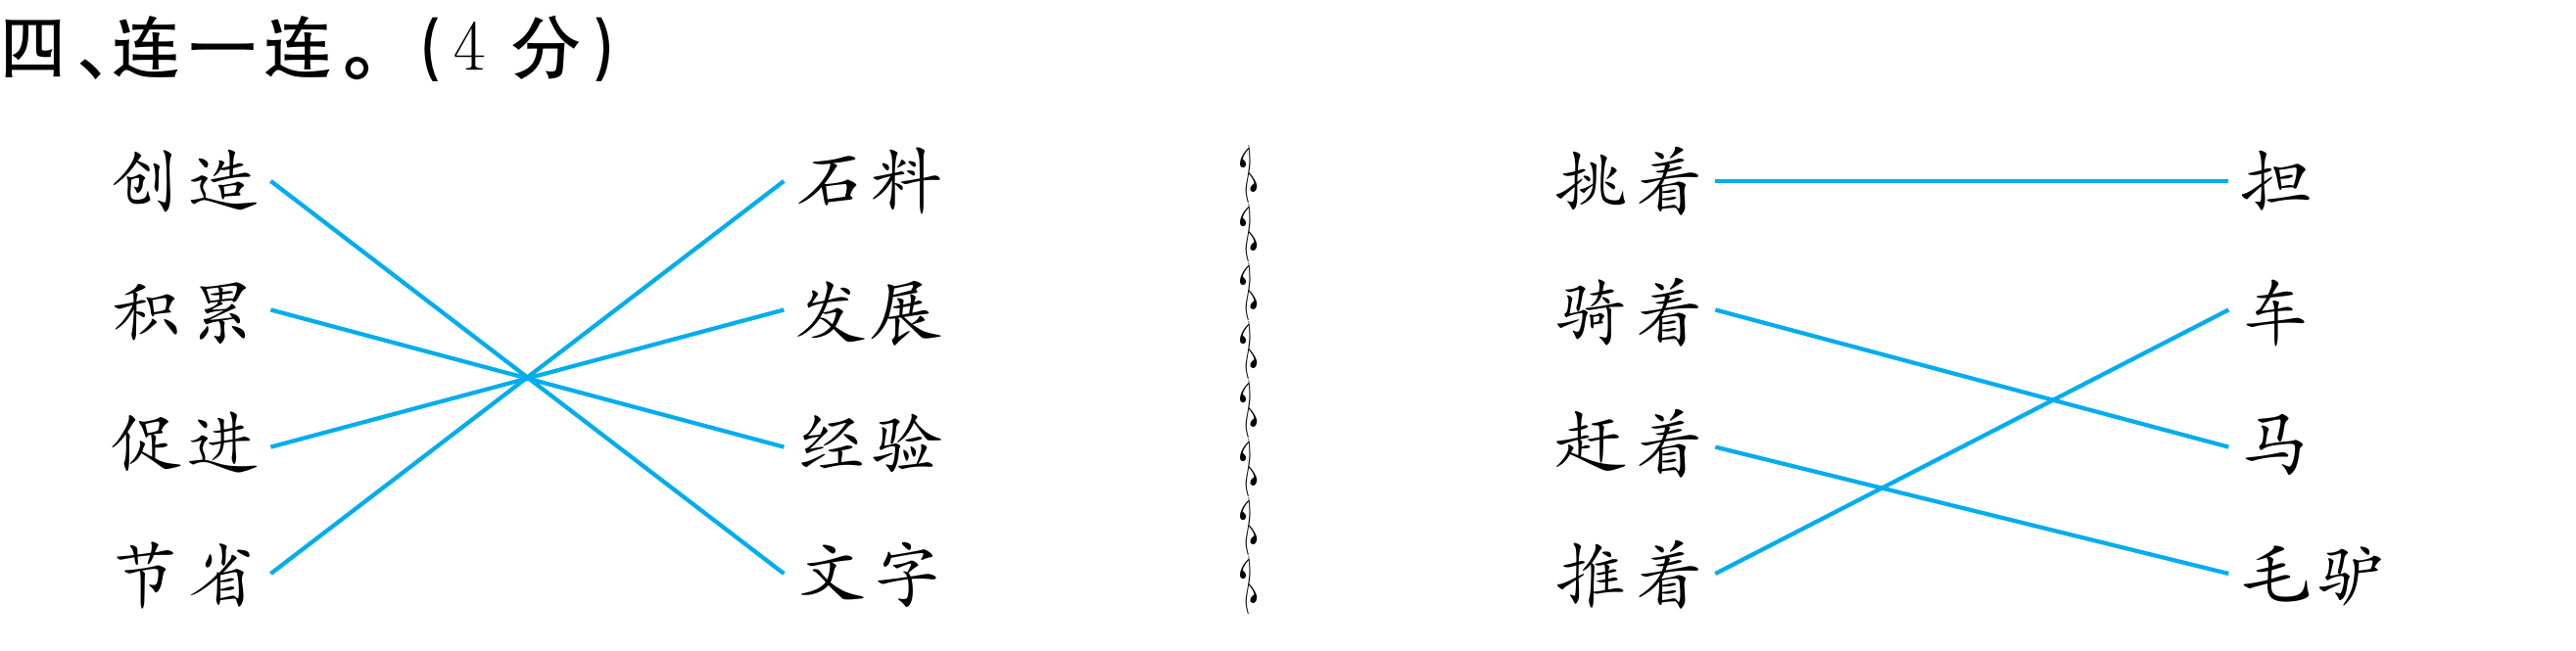 四、连一连。(4 分)
创造 石料 挑着 担
积累 发展 骑着 车
促进 经验 赶着 马
节省 文字 推着 毛驴